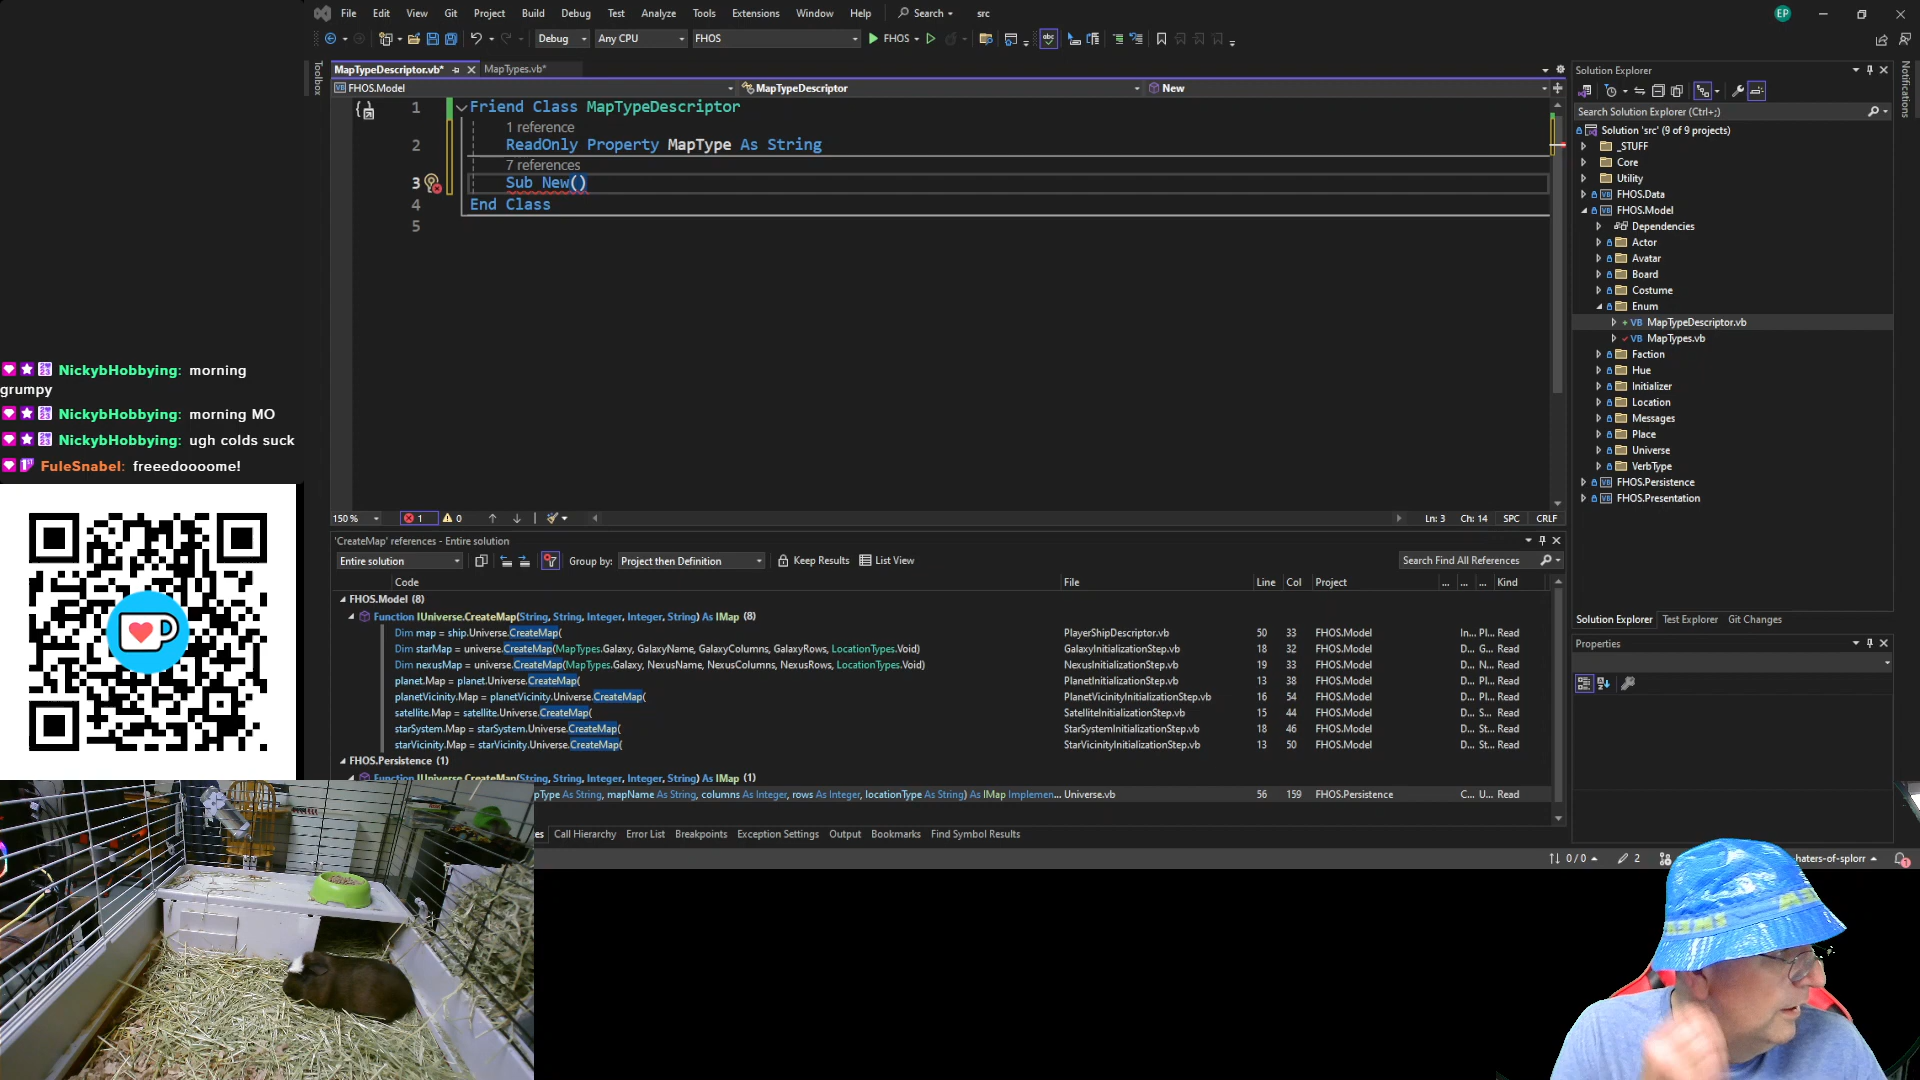 File Edit View Git Project Build Debug Test Analyze Tools Extensions Window Help Search src
EP
Debug Any CPU FHOS FHOS
Toolbox
MapTypeDescriptor.vb* MapTypes.vb*
FHOS.Model MapTypeDescriptor New
1 Friend Class MapTypeDescriptor
1 reference
2 ReadOnly Property MapType As String
7 references
3 Sub New()
4 End Class
5
NickybHobbying: morning
grumpy
NickybHobbying: morning MO
NickybHobbying: ugh colds suck
FuleSnabel: freeedoooome!
150 % 1 0 Ln: 3 Ch: 14 SPC CRLF
'CreateMap' references - Entire solution
Entire solution Group by: Project then Definition Keep Results List View Search Find All References
Code File Line Col Project ... ... ... Kind
FHOS.Model (8)
Function IUniverse.CreateMap(String, String, Integer, Integer, String) As IMap (8)
Dim map = ship.Universe.CreateMap( PlayerShipDescriptor.vb 50 33 FHOS.Model In... Pl... Read
Dim starMap = universe.CreateMap(MapTypes.Galaxy, GalaxyName, GalaxyColumns, GalaxyRows, LocationTypes.Void) GalaxyInitializationStep.vb 18 32 FHOS.Model D... G... Read
Dim nexusMap = universe.CreateMap(MapTypes.Galaxy, NexusName, NexusColumns, NexusRows, LocationTypes.Void) NexusInitializationStep.vb 19 33 FHOS.Model D... N... Read
planet.Map = planet.Universe.CreateMap( PlanetInitializationStep.vb 13 38 FHOS.Model D... Pl... Read
planetVicinity.Map = planetVicinity.Universe.CreateMap( PlanetVicinityInitializationStep.vb 16 54 FHOS.Model D... Pl... Read
satellite.Map = satellite.Universe.CreateMap( SatelliteInitializationStep.vb 15 44 FHOS.Model D... S... Read
starSystem.Map = starSystem.Universe.CreateMap( StarSystemInitializationStep.vb 18 46 FHOS.Model D... St... Read
starVicinity.Map = starVicinity.Universe.CreateMap( StarVicinityInitializationStep.vb 13 50 FHOS.Model D... St... Read
FHOS.Persistence (1)
Function IUniverse.CreateMap(String, String, Integer, Integer, String) As IMap (1)
pType As String, mapName As String, columns As Integer, rows As Integer, locationType As String) As IMap Implemen... Universe.vb 56 159 FHOS.Persistence C... U... Read
es Call Hierarchy Error List Breakpoints Exception Settings Output Bookmarks Find Symbol Results
0 / 0 2 haters-of-splorr 1
Solution Explorer
Search Solution Explorer (Ctrl+;)
Solution 'src' (9 of 9 projects)
_STUFF
Core
Utility
FHOS.Data
FHOS.Model
Dependencies
Actor
Avatar
Board
Costume
Enum
MapTypeDescriptor.vb
MapTypes.vb
Faction
Hue
Initializer
Location
Messages
Place
Universe
VerbType
FHOS.Persistence
FHOS.Presentation
Solution Explorer Test Explorer Git Changes
Properties
Notifications